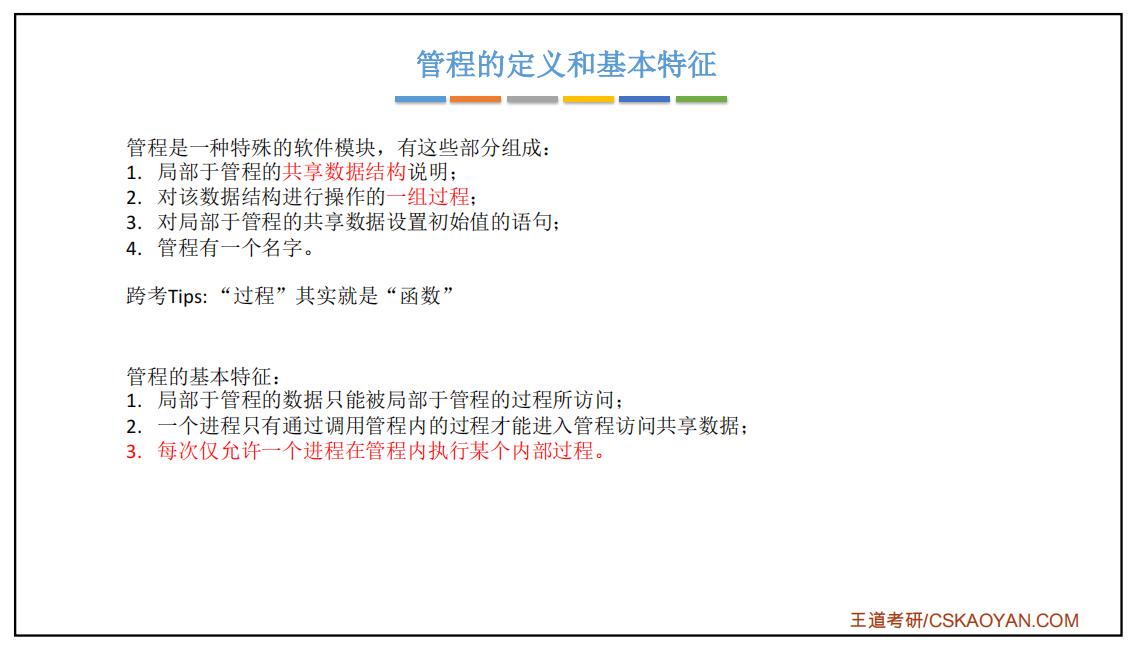 管程的定义和基本特征
管程是一种特殊的软件模块，有这些部分组成：
1. 局部于管程的共享数据结构说明；
2. 对该数据结构进行操作的一组过程；
3. 对局部于管程的共享数据设置初始值的语句；
4. 管程有一个名字。
跨考Tips: “过程”其实就是“函数”
管程的基本特征：
1. 局部于管程的数据只能被局部于管程的过程所访问；
2. 一个进程只有通过调用管程内的过程才能进入管程访问共享数据；
3. 每次仅允许一个进程在管程内执行某个内部过程。
王道考研/CSKAOYAN.COM